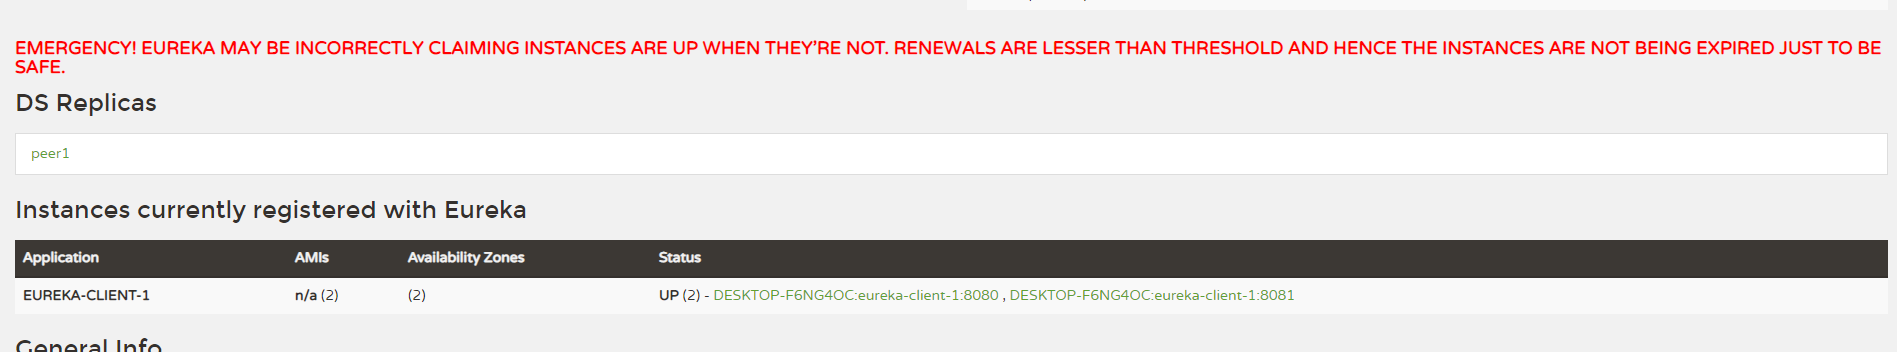 EMERGENCY! EUREKA MAY BE INCORRECTLY CLAIMING INSTANCES ARE UP WHEN THEY'RE NOT. RENEWALS ARE LESSER THAN THRESHOLD AND HENCE THE INSTANCES ARE NOT BEING EXPIRED JUST TO BE
SAFE.
DS Replicas
peer1
Instances currently registered with Eureka
Application AMIs Availability Zones Status
EUREKA-CLIENT-1 n/a (2) (2) UP (2) - DESKTOP-F6NG4OC:eureka-client-1:8080 , DESKTOP-F6NG4OC:eureka-client-1:8081
General Info